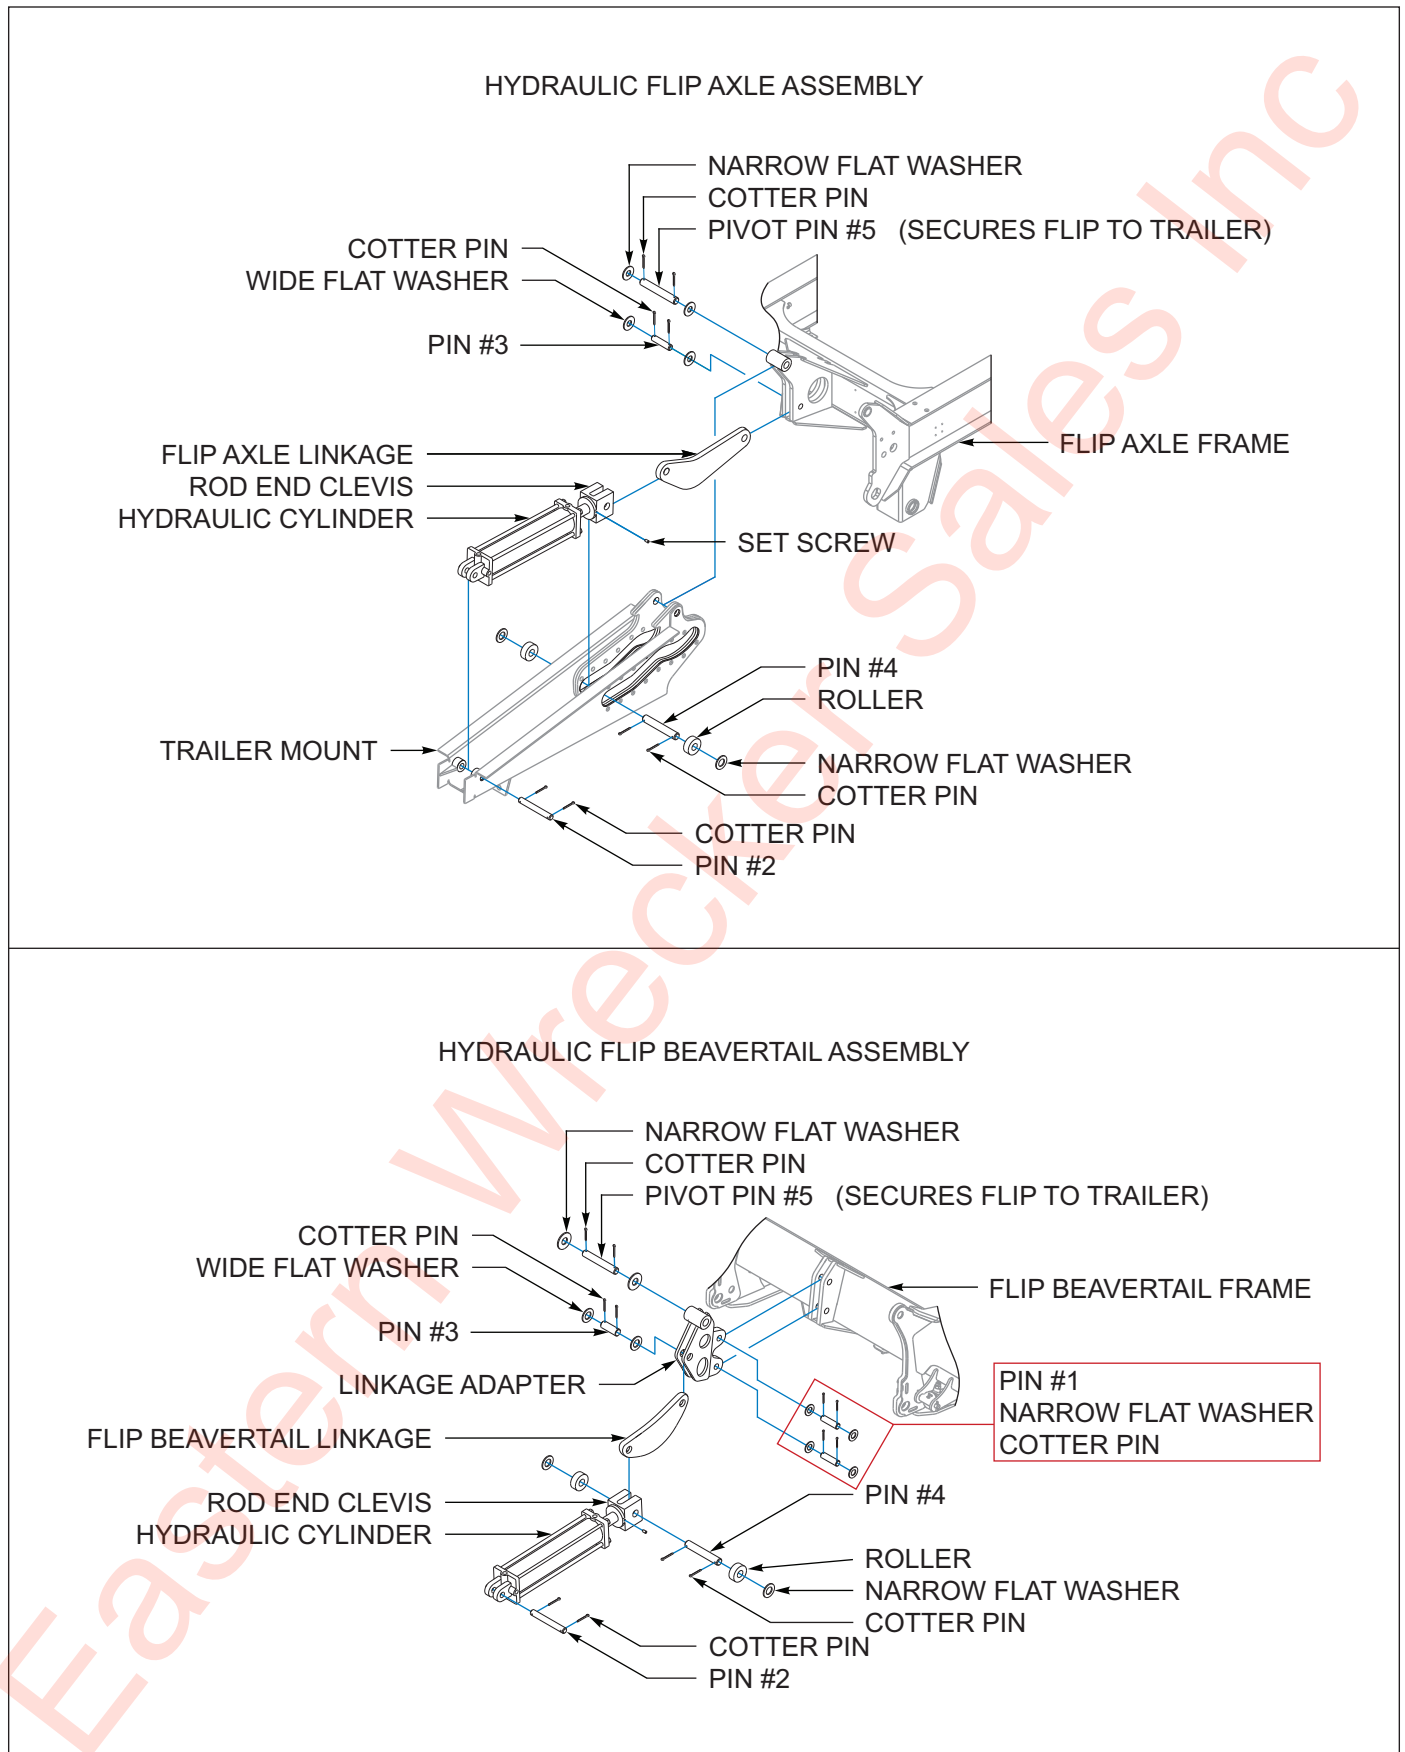 HYDRAULIC FLIP AXLE ASSEMBLY
NARROW FLAT WASHER
COTTER PIN
PIVOT PIN #5 (SECURES FLIP TO TRAILER)
COTTER PIN
WIDE FLAT WASHER
PIN #3
FLIP AXLE FRAME
FLIP AXLE LINKAGE
ROD END CLEVIS
HYDRAULIC CYLINDER
SET SCREW
PIN #4
ROLLER
TRAILER MOUNT
NARROW FLAT WASHER
COTTER PIN
COTTER PIN
PIN #2
HYDRAULIC FLIP BEAVERTAIL ASSEMBLY
NARROW FLAT WASHER
COTTER PIN
PIVOT PIN #5 (SECURES FLIP TO TRAILER)
COTTER PIN
WIDE FLAT WASHER
FLIP BEAVERTAIL FRAME
PIN #3
LINKAGE ADAPTER
PIN #1
NARROW FLAT WASHER
COTTER PIN
FLIP BEAVERTAIL LINKAGE
PIN #4
ROD END CLEVIS
HYDRAULIC CYLINDER
ROLLER
NARROW FLAT WASHER
COTTER PIN
COTTER PIN
PIN #2
Eastern Wrecker Sales Inc